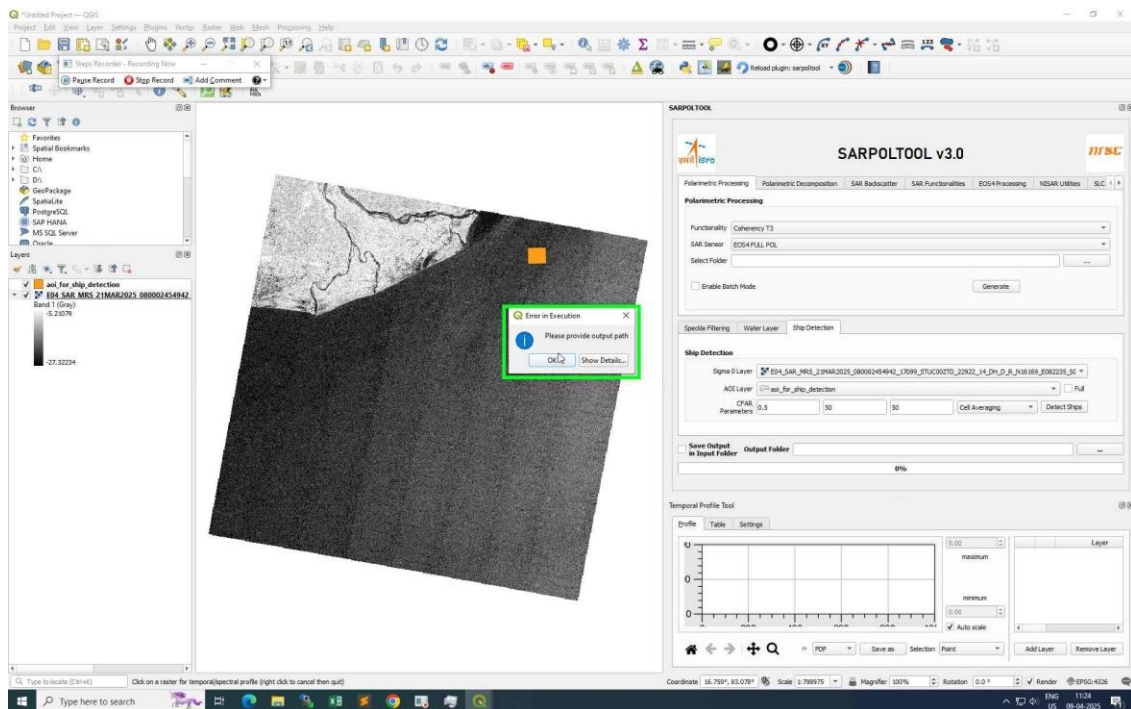 *Untitled Project — QGIS
Project Edit View Layer Settings Plugins Vector Raster Web Mesh Processing Help
Steps Recorder - Recording Now
Pause Record Stop Record Add Comment
Reload plugin: sarpoltool
Browser
Favorites
Spatial Bookmarks
Home
C:\
D:\
GeoPackage
SpatiaLite
PostgreSQL
SAP HANA
MS SQL Server
Oracle
Layers
aoi_for_ship_detection
E04_SAR_MRS_21MAR2025_080002454942
Band 1 (Gray)
-5.21079
-27.32234
Error in Execution
Please provide output path
OK
Show Details...
SARPOLTOOL
इसरो isro
SARPOLTOOL v3.0
nrsc
Polarimetric Processing Polarimetric Decomposition SAR Backscatter SAR Functionalities EOS4 Processing NISAR Utilities SLC
Polarimetric Processing
Functionality Coherency T3
SAR Sensor EOS4 FULL POL
Select Folder ...
Enable Batch Mode Generate
Speckle Filtering Water Layer Ship Detection
Ship Detection
Sigma 0 Layer E04_SAR_MRS_21MAR2025_080002454942_17099_STUC00ZTD_22922_14_DH_D_R_N16169_E082235_SC
AOI Layer aoi_for_ship_detection Full
CFAR Parameters 0.5 50 50 Cell Averaging Detect Ships
Save Output in Input Folder Output Folder ...
0%
Temporal Profile Tool
Profile Table Settings
0.00
maximum
minimum
0.00
Auto scale
Layer
PDF Save as Selection Point Add Layer Remove Layer
Type to locate (Ctrl+K) Click on a raster for temporal/spectral profile (right click to cancel then quit) Coordinate 16.759°, 83.078° Scale 1:798975 Magnifier 100% Rotation 0.0 ° Render EPSG:4326
Type here to search
ENG 11:24
US 09-04-2025